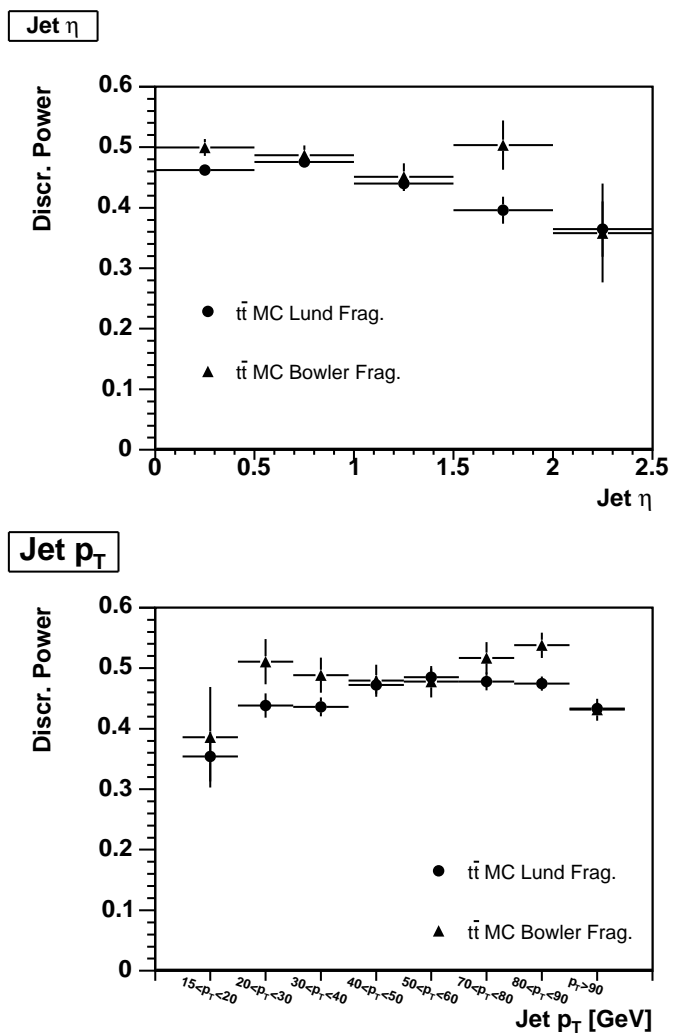 Jet η
Discr. Power
0.6
0.5
0.4
0.3
0.2
0.1
0
tt̄ MC Lund Frag.
tt̄ MC Bowler Frag.
0 0.5 1 1.5 2 2.5
Jet η
Jet p_T
Discr. Power
0.6
0.5
0.4
0.3
0.2
0.1
0
tt̄ MC Lund Frag.
tt̄ MC Bowler Frag.
15<p_T<20 20<p_T<30 30<p_T<40 40<p_T<50 50<p_T<60 70<p_T<80 80<p_T<90 p_T>90
Jet p_T [GeV]